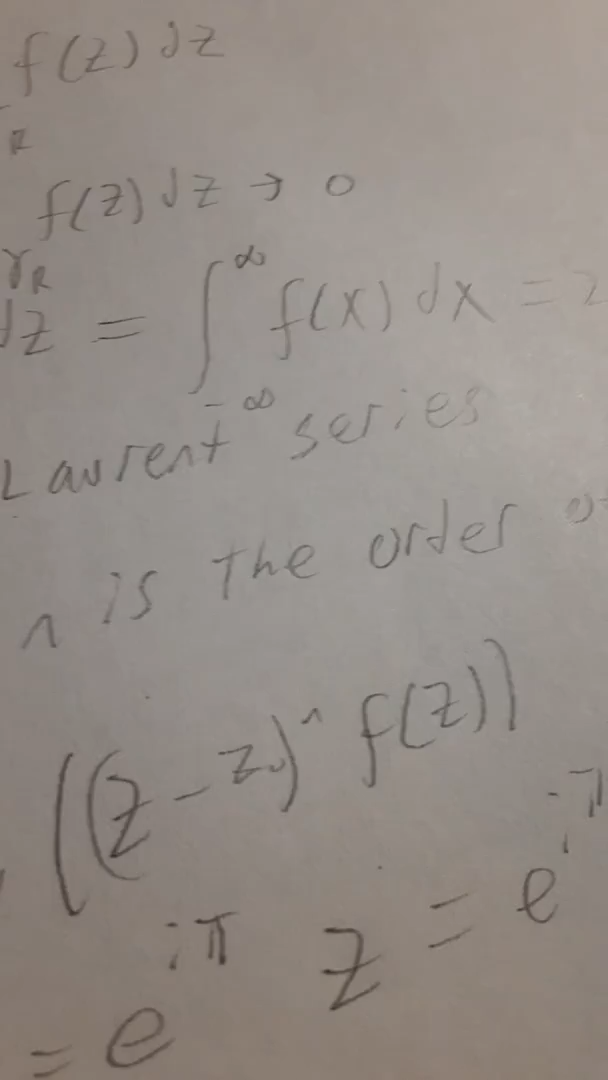 f(z) dz
R
f(z) dz → 0
γR
dz = ∫_{-∞}^{∞} f(x) dx = 2
Laurent series
n is the order o
((z - z₀)^n f(z))
= e^{iπ} z = e^{i